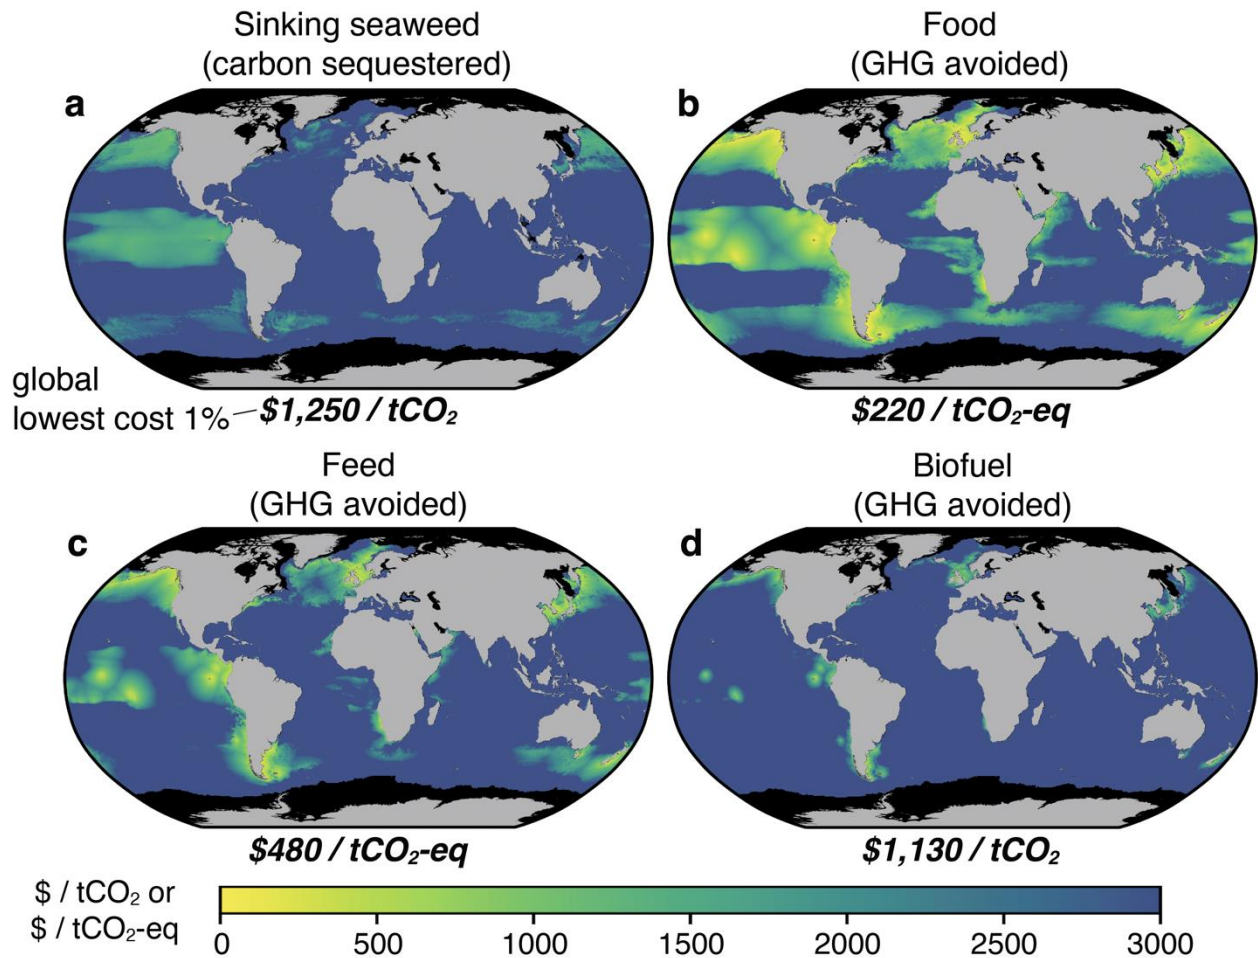 Sinking seaweed
(carbon sequestered)
Food
(GHG avoided)
a
b
global
lowest cost 1%
$1,250 / tCO₂
$220 / tCO₂-eq
Feed
(GHG avoided)
Biofuel
(GHG avoided)
c
d
$480 / tCO₂-eq
$1,130 / tCO₂
$ / tCO₂ or
$ / tCO₂-eq
0 500 1000 1500 2000 2500 3000